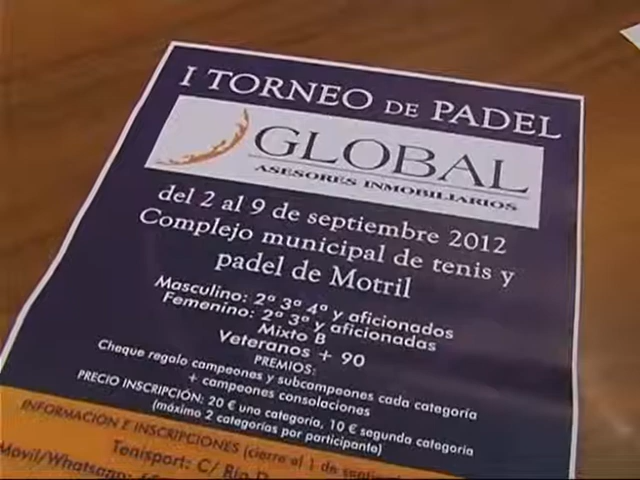 I TORNEO DE PADEL
GLOBAL
ASESORES INMOBILIARIOS
del 2 al 9 de septiembre 2012
Complejo municipal de tenis y
padel de Motril
Masculino: 2ª 3ª 4ª y aficionados
Femenino: 2ª 3ª y aficionadas
Mixto B
Veteranos + 90
PREMIOS:
Cheque regalo campeones y subcampeones cada categoría
+ campeones consolaciones
PRECIO INSCRIPCIÓN: 20 € una categoría, 10 € segunda categoría
(máximo 2 categorías por participante)
INFORMACIÓN E INSCRIPCIONES (cierre el 1 de
Tenisport: C/ Río
Movil/Whatsapp: